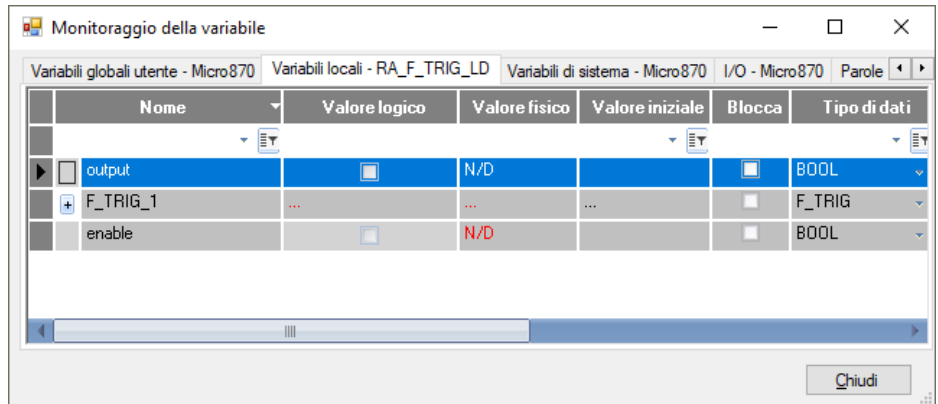 Monitoraggio della variabile
Variabili globali utente - Micro870 Variabili locali - RA_F_TRIG_LD Variabili di sistema - Micro870 I/O - Micro870 Parole
Nome Valore logico Valore fisico Valore iniziale Blocca Tipo di dati
output N/D BOOL
F_TRIG_1 ... ... ... F_TRIG
enable N/D BOOL
Chiudi